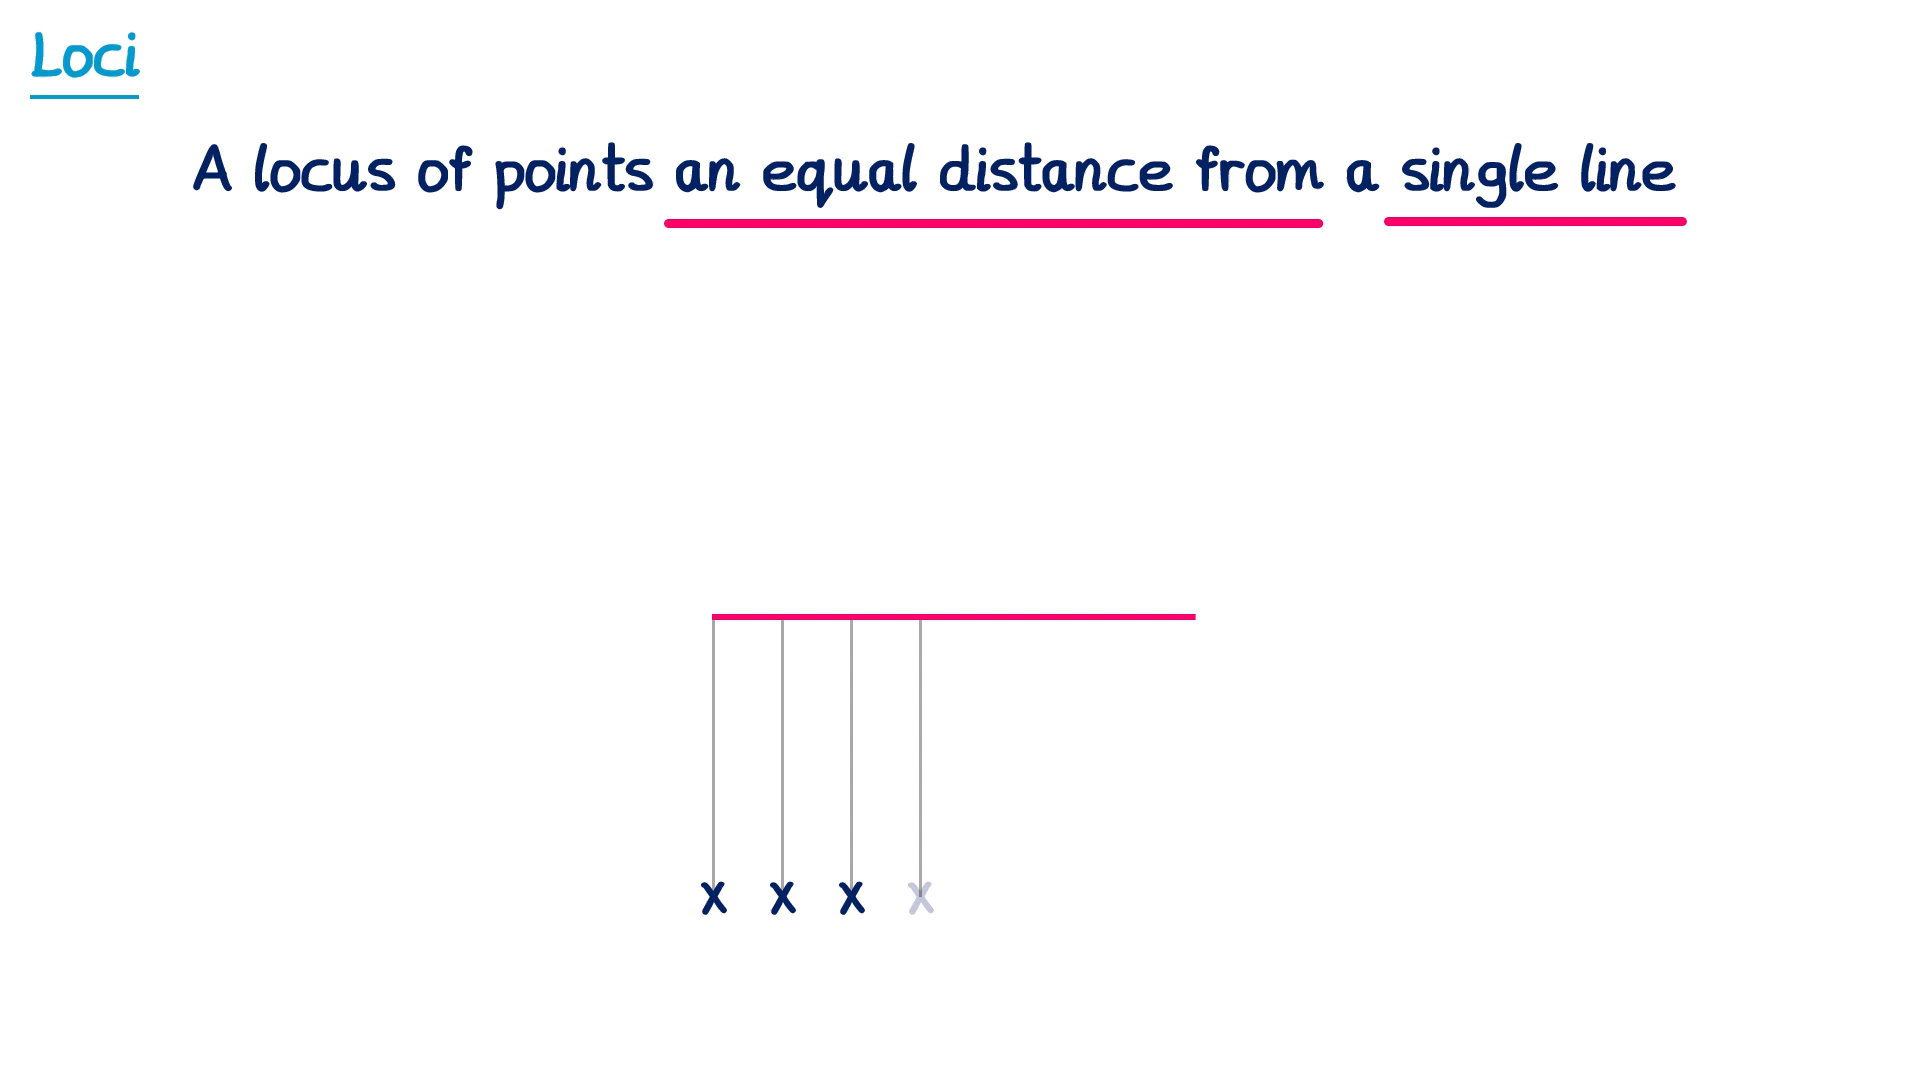 Loci
A locus of points an equal distance from a single line
x x x x